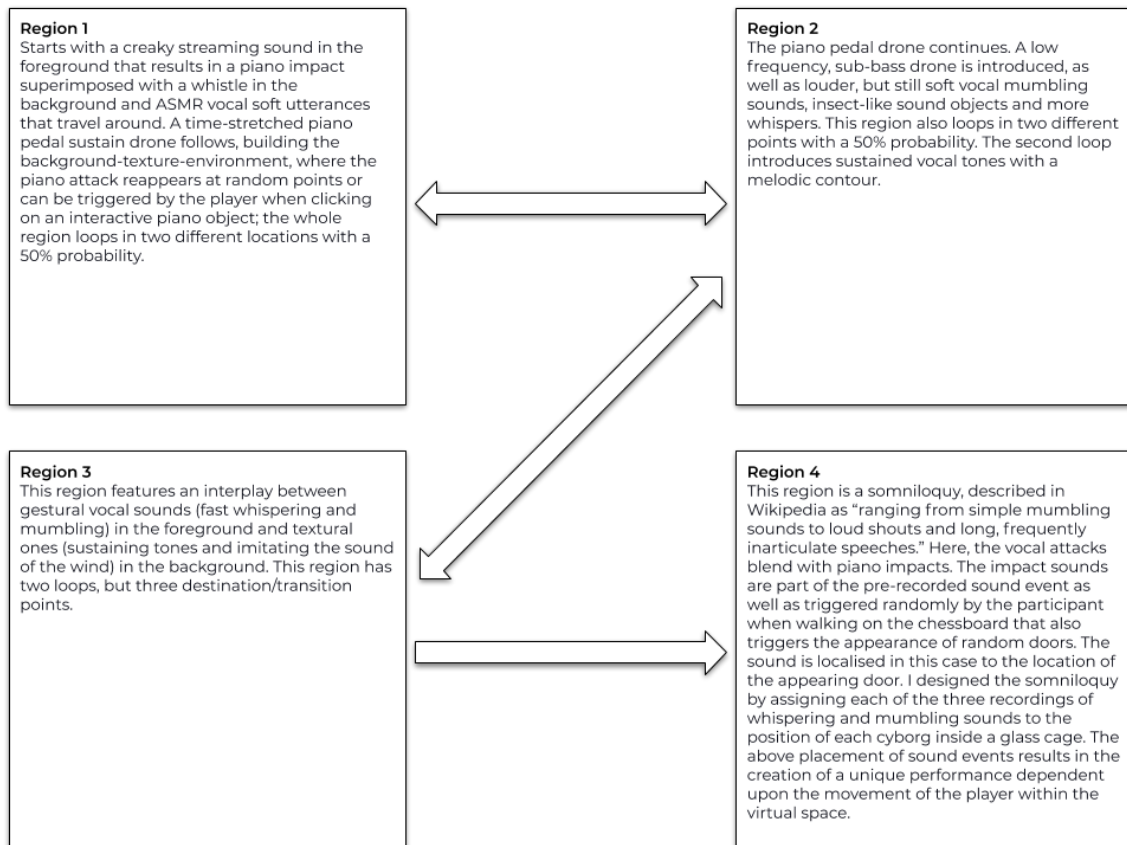 Region 1
Starts with a creaky streaming sound in the
foreground that results in a piano impact
superimposed with a whistle in the
background and ASMR vocal soft utterances
that travel around. A time-stretched piano
pedal sustain drone follows, building the
background-texture-environment, where the
piano attack reappears at random points or
can be triggered by the player when clicking
on an interactive piano object; the whole
region loops in two different locations with a
50% probability.
Region 2
The piano pedal drone continues. A low
frequency, sub-bass drone is introduced, as
well as louder, but still soft vocal mumbling
sounds, insect-like sound objects and more
whispers. This region also loops in two different
points with a 50% probability. The second loop
introduces sustained vocal tones with a
melodic contour.
Region 3
This region features an interplay between
gestural vocal sounds (fast whispering and
mumbling) in the foreground and textural
ones (sustaining tones and imitating the sound
of the wind) in the background. This region has
two loops, but three destination/transition
points.
Region 4
This region is a somniloquy, described in
Wikipedia as “ranging from simple mumbling
sounds to loud shouts and long, frequently
inarticulate speeches.” Here, the vocal attacks
blend with piano impacts. The impact sounds
are part of the pre-recorded sound event as
well as triggered randomly by the participant
when walking on the chessboard that also
triggers the appearance of random doors. The
sound is localised in this case to the location of
the appearing door. I designed the somniloquy
by assigning each of the three recordings of
whispering and mumbling sounds to the
position of each cyborg inside a glass cage. The
above placement of sound events results in the
creation of a unique performance dependent
upon the movement of the player within the
virtual space.